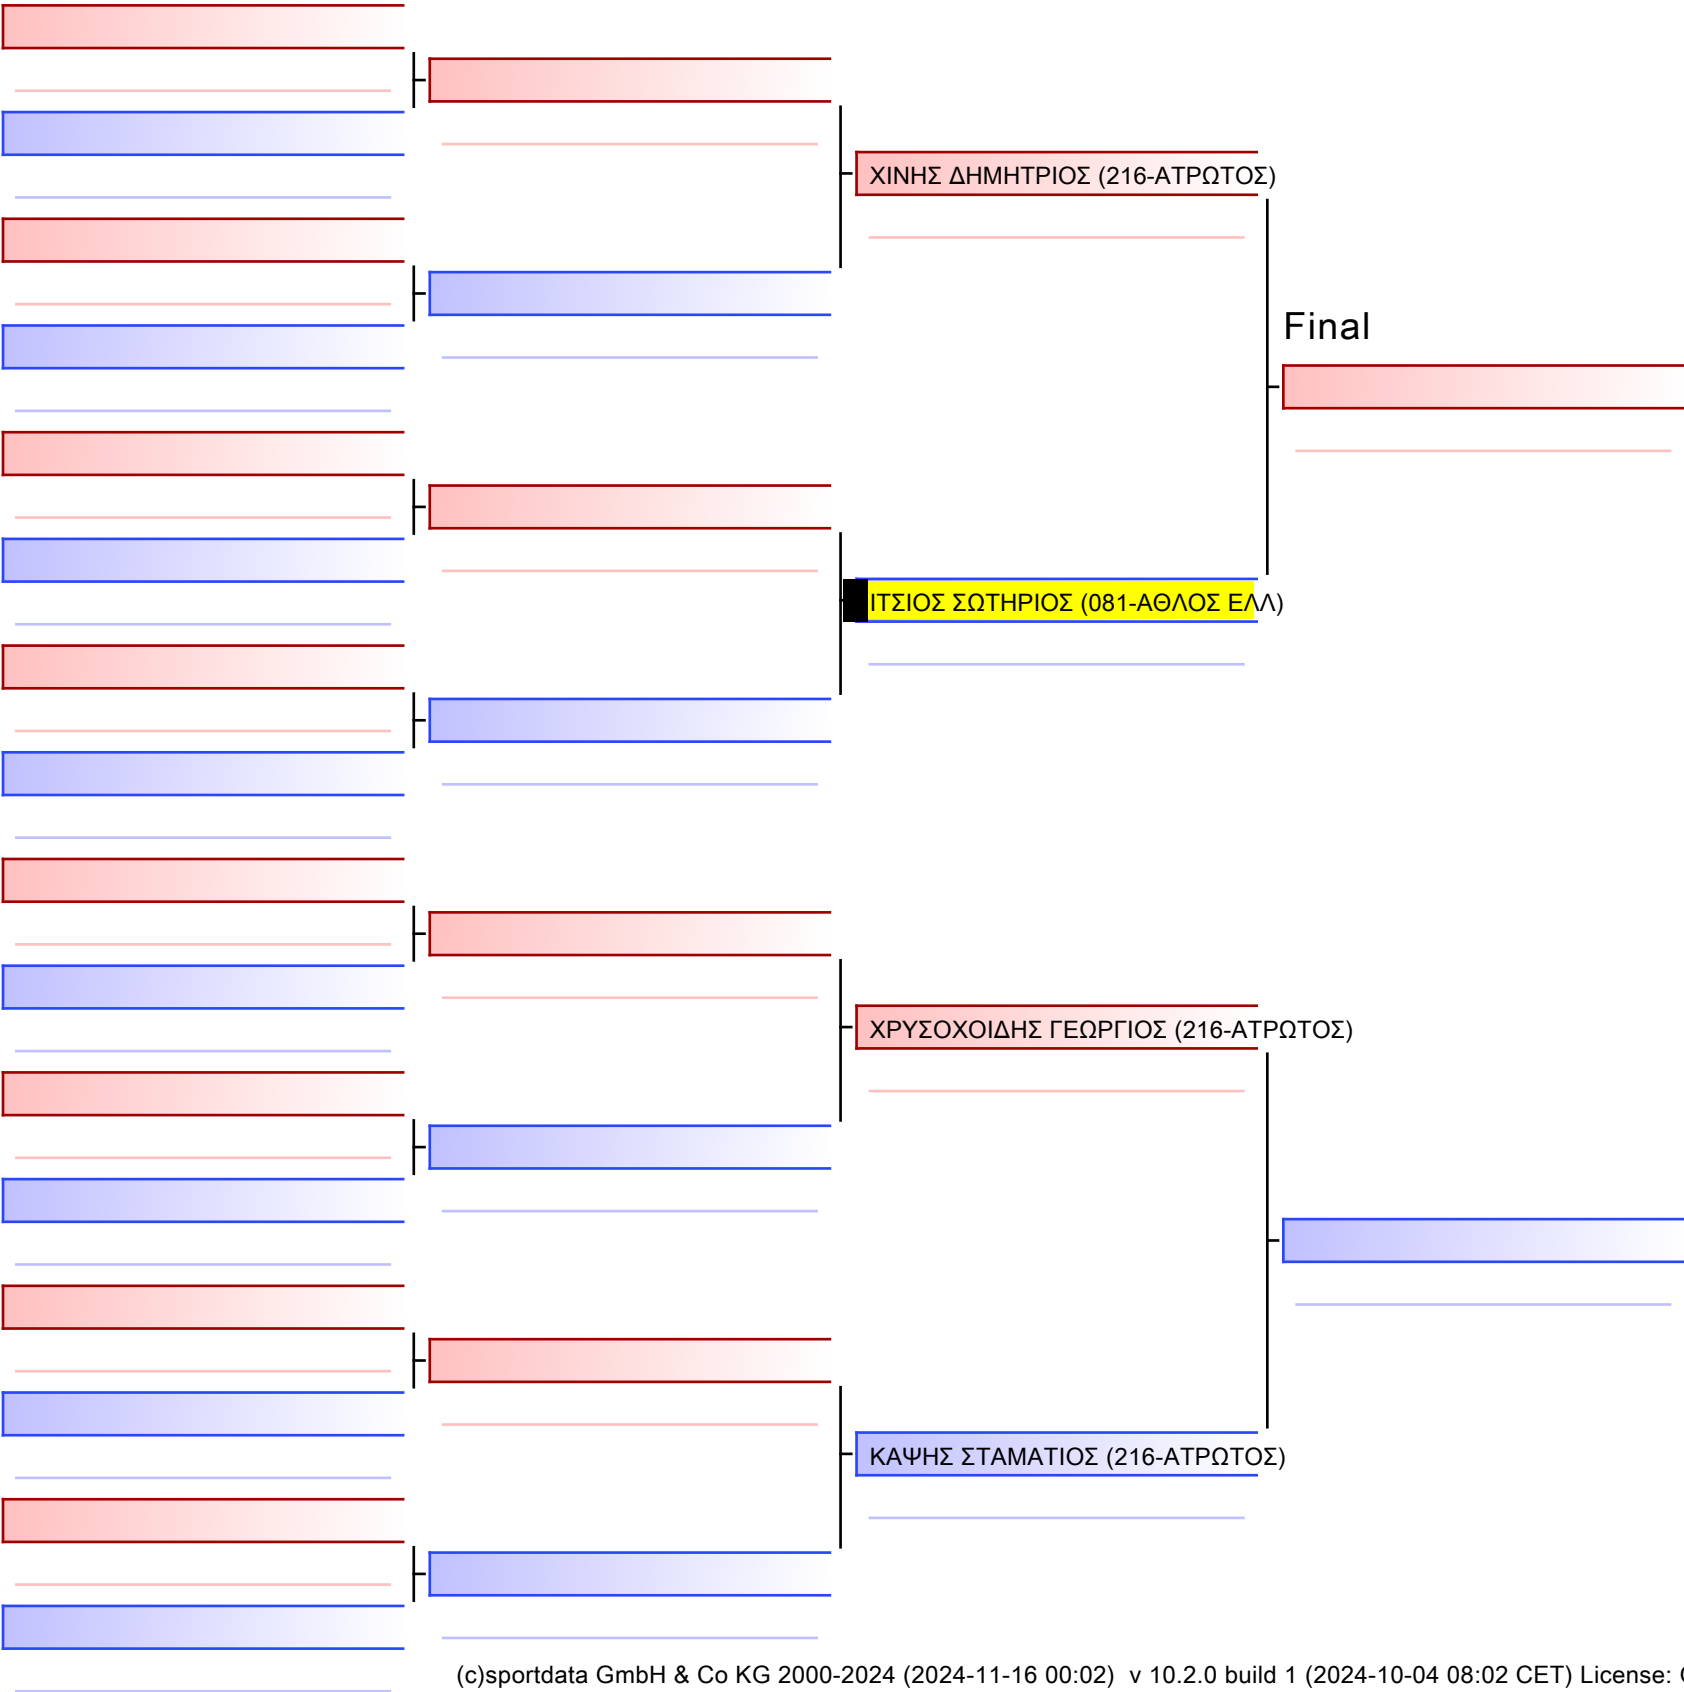 ΧΙΝΗΣ ΔΗΜΗΤΡΙΟΣ (216-ΑΤΡΩΤΟΣ)
Final
ΙΤΣΙΟΣ ΣΩΤΗΡΙΟΣ (081-ΑΘΛΟΣ ΕΛΛ)
ΧΡΥΣΟΧΟΙΔΗΣ ΓΕΩΡΓΙΟΣ (216-ΑΤΡΩΤΟΣ)
ΚΑΨΗΣ ΣΤΑΜΑΤΙΟΣ (216-ΑΤΡΩΤΟΣ)
(c)sportdata GmbH & Co KG 2000-2024 (2024-11-16 00:02) v 10.2.0 build 1 (2024-10-04 08:02 CET) License: